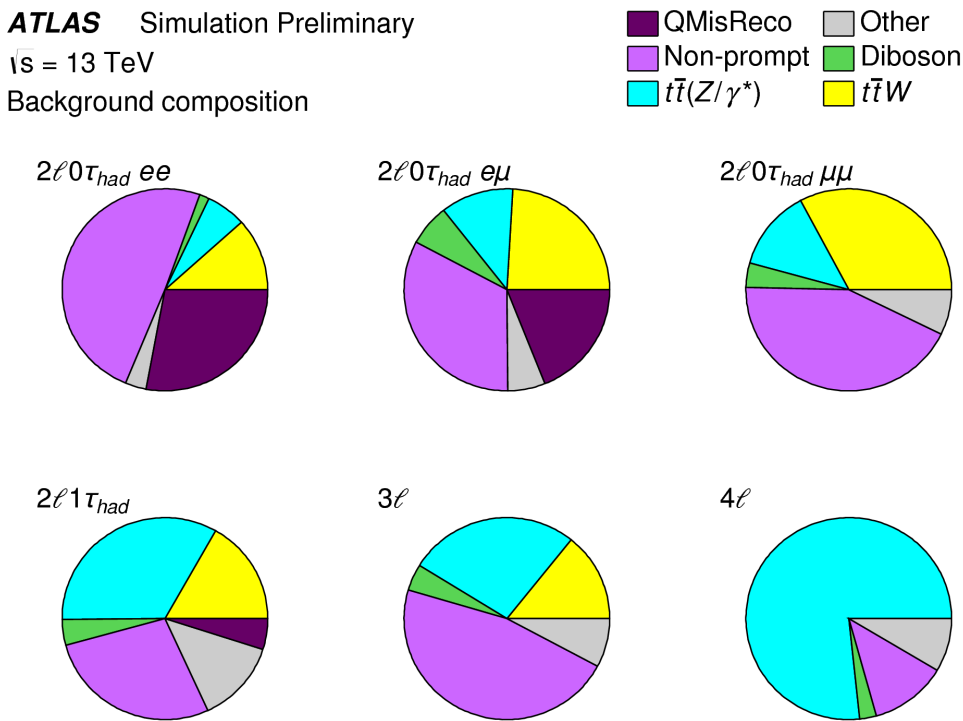 ATLAS Simulation Preliminary
√s = 13 TeV
Background composition
QMisReco
Other
Non-prompt
Diboson
tt̅(Z/γ*)
tt̅W
2ℓ0τhad ee
2ℓ0τhad eμ
2ℓ0τhad μμ
2ℓ1τhad
3ℓ
4ℓ